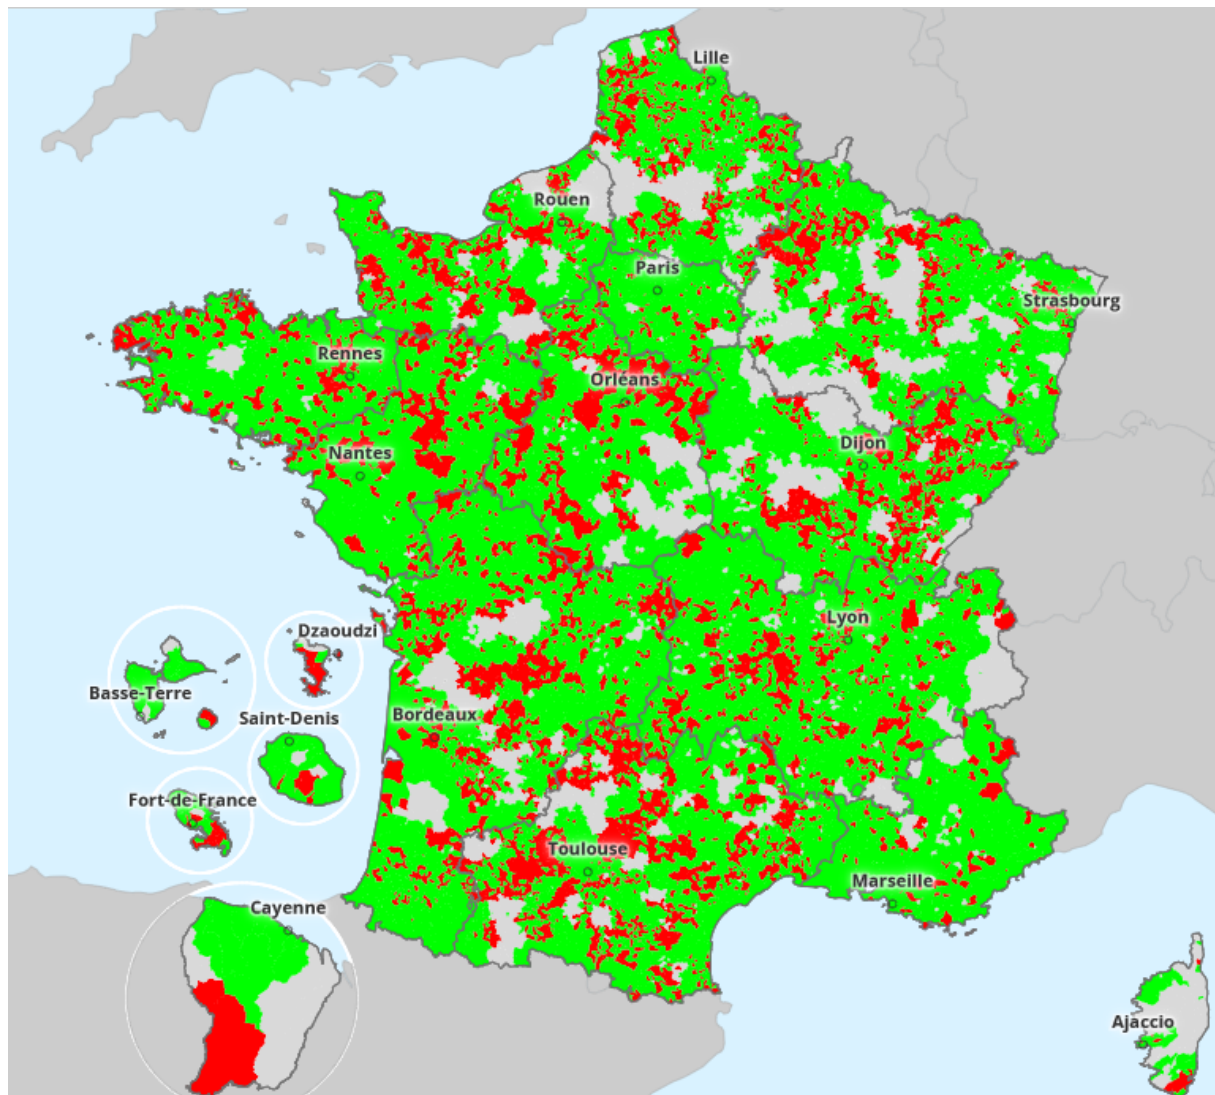 Lille
Rouen
Paris
Strasbourg
Rennes
Orléans
Dijon
Nantes
Lyon
Dzaoudzi
Basse-Terre
Saint-Denis
Bordeaux
Fort-de-France
Toulouse
Marseille
Cayenne
Ajaccio